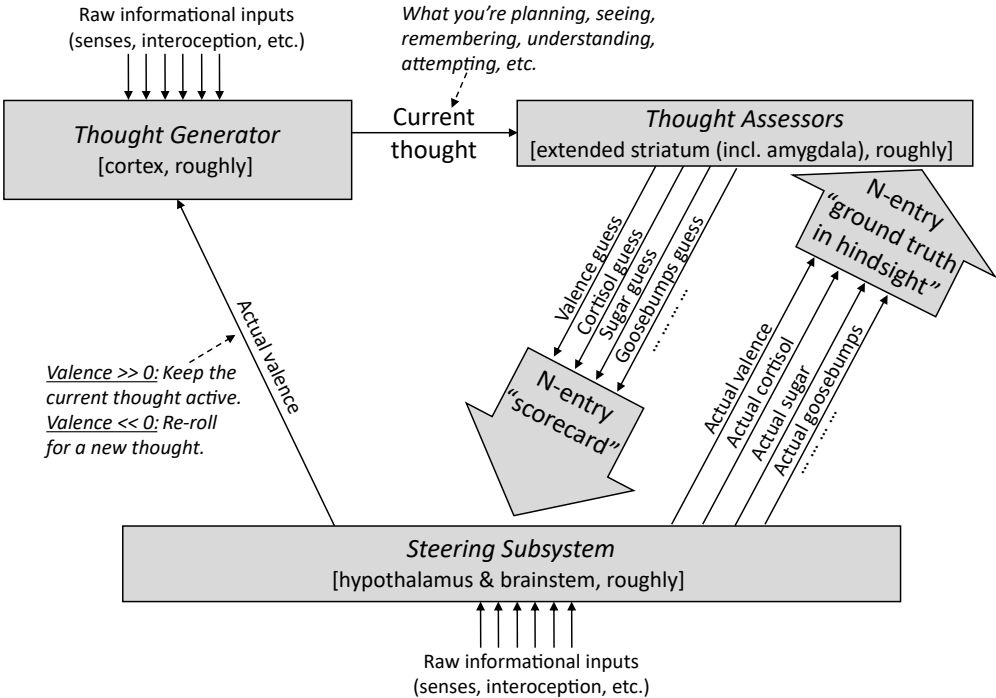 Raw informational inputs
(senses, interoception, etc.)
What you’re planning, seeing,
remembering, understanding,
attempting, etc.
Thought Generator
[cortex, roughly]
Current
thought
Thought Assessors
[extended striatum (incl. amygdala), roughly]
Valence guess
Cortisol guess
Sugar guess
Goosebumps guess
... ... ...
N-entry
“scorecard”
N-entry
“ground truth
in hindsight”
Actual valence
Actual cortisol
Actual sugar
Actual goosebumps
... ... ...
Actual valence
Valence >> 0: Keep the
current thought active.
Valence << 0: Re-roll
for a new thought.
Steering Subsystem
[hypothalamus & brainstem, roughly]
Raw informational inputs
(senses, interoception, etc.)